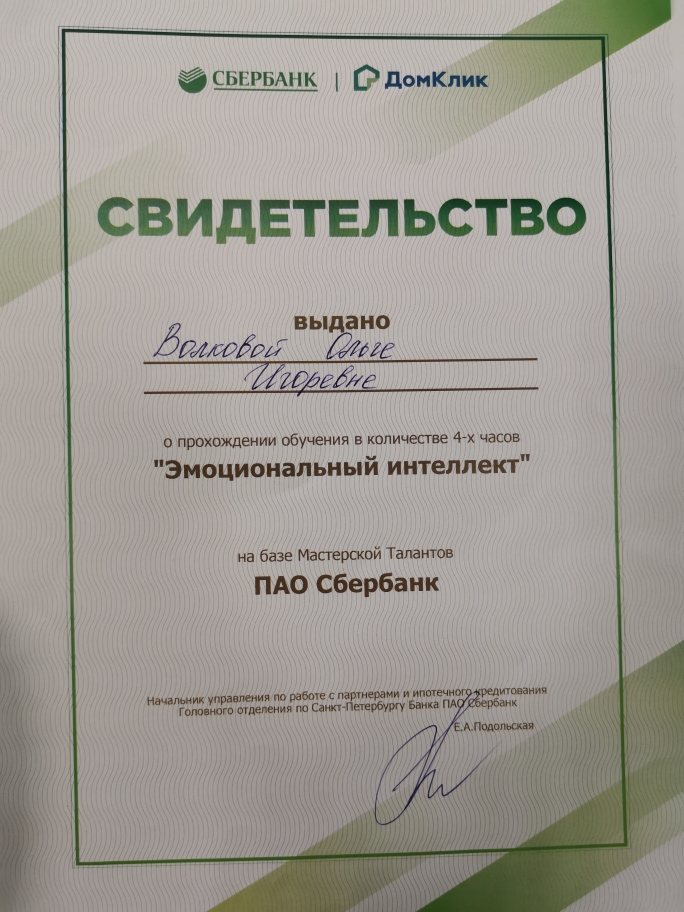 СБЕРБАНК | ДомКлик
СВИДЕТЕЛЬСТВО
выдано
Волковой Ольге
Игоревне
о прохождении обучения в количестве 4-х часов
"Эмоциональный интеллект"
на базе Мастерской Талантов
ПАО Сбербанк
Начальник управления по работе с партнерами и ипотечного кредитования
Головного отделения по Санкт-Петербургу Банка ПАО Сбербанк
Е.А.Подольская